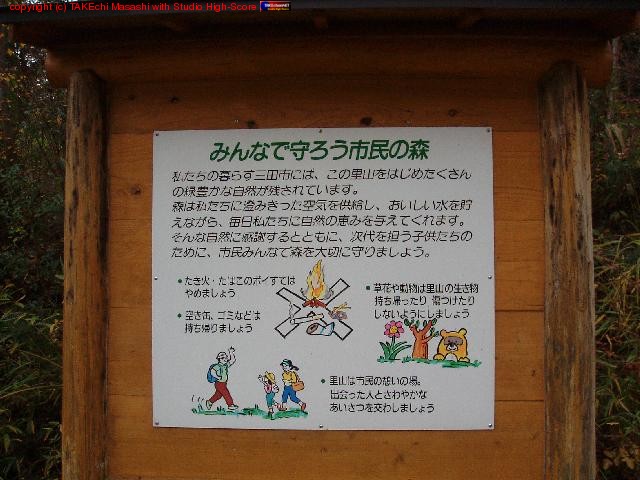 copyright (c) TAKEchi Masashi with Studio High-Score
みんなで守ろう市民の森
私たちの暮らす三田市には、この里山をはじめたくさん
の緑豊かな自然が残されています。
森は私たちに澄みきった空気を供給し、おいしい水を貯
えながら、毎日私たちに自然の恵みを与えてくれます。
そんな自然に感謝するとともに、次代を担う子供たちの
ために、市民みんなで森を大切に守りましょう。
• たき火・たばこのポイすては
やめましょう
• 空き缶、ゴミなどは
持ち帰りましょう
• 草花や動物は里山の生き物
持ち帰ったり 傷つけたり
しないようにしましょう
• 里山は市民の憩いの場。
出会った人とさわやかな
あいさつを交わしましょう